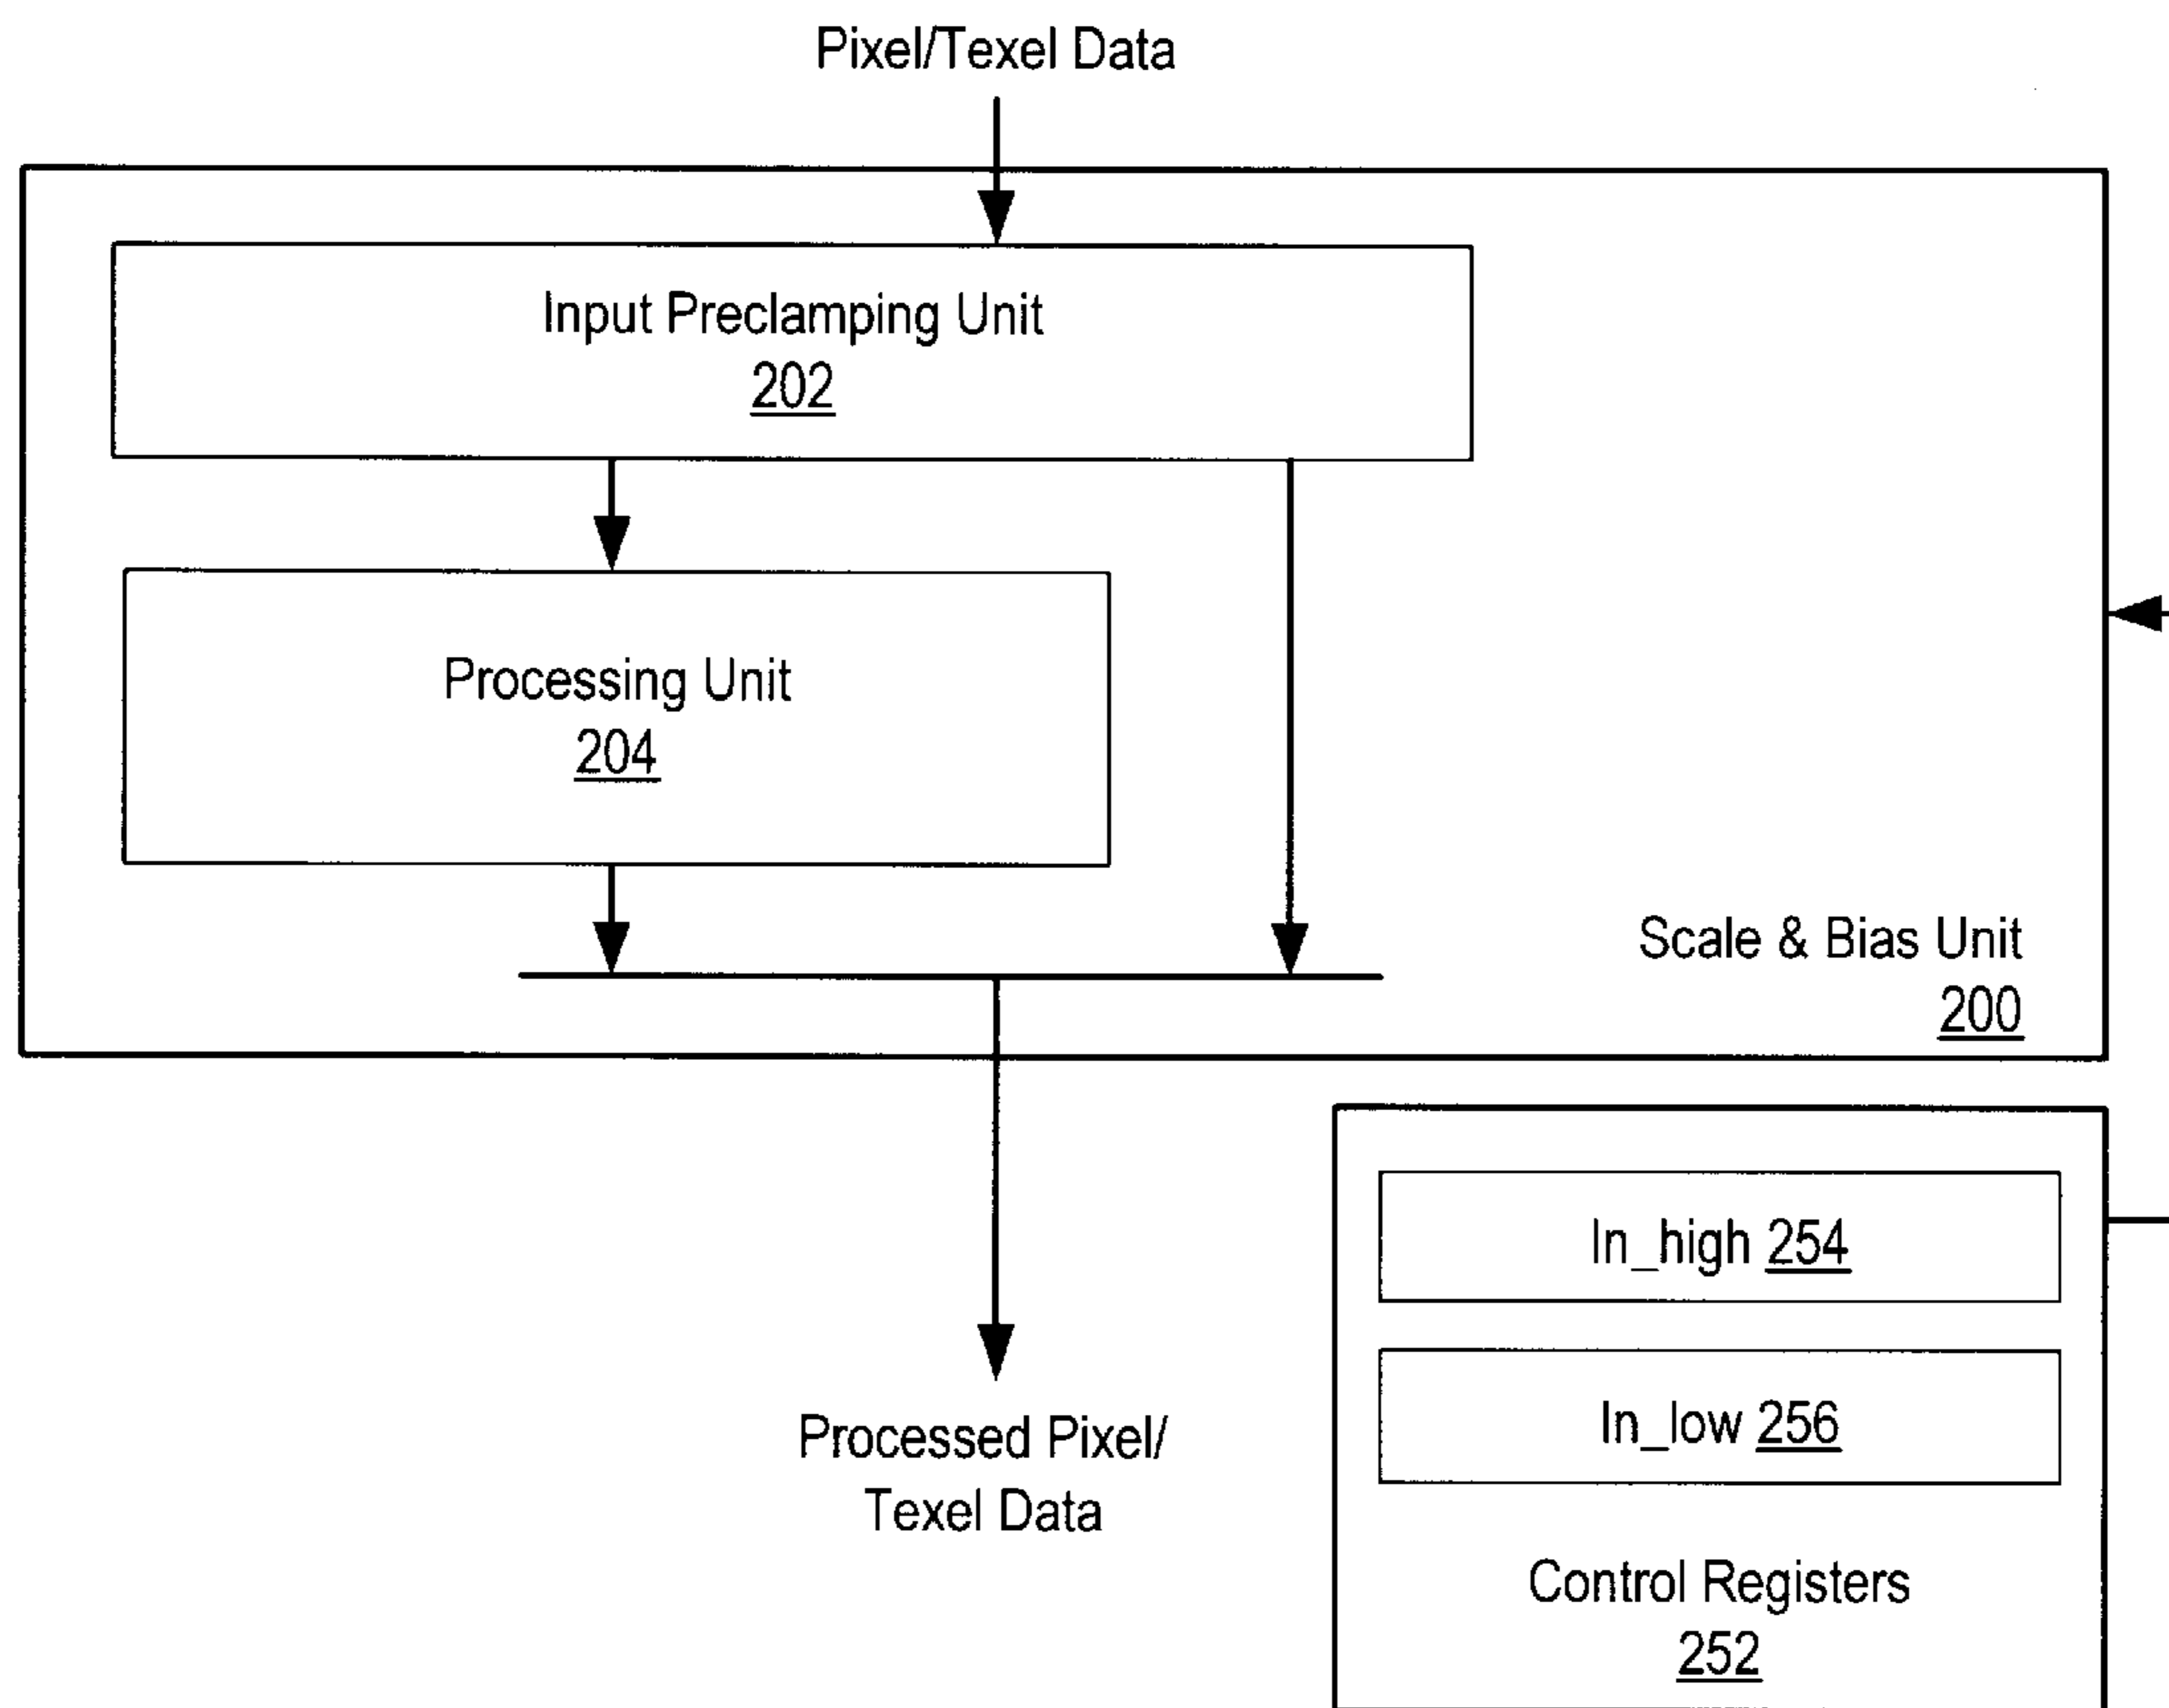 Pixel/Texel Data
Input Preclamping Unit
202
Processing Unit
204
Scale & Bias Unit
200
In_high 254
In_low 256
Processed Pixel/
Texel Data
Control Registers
252